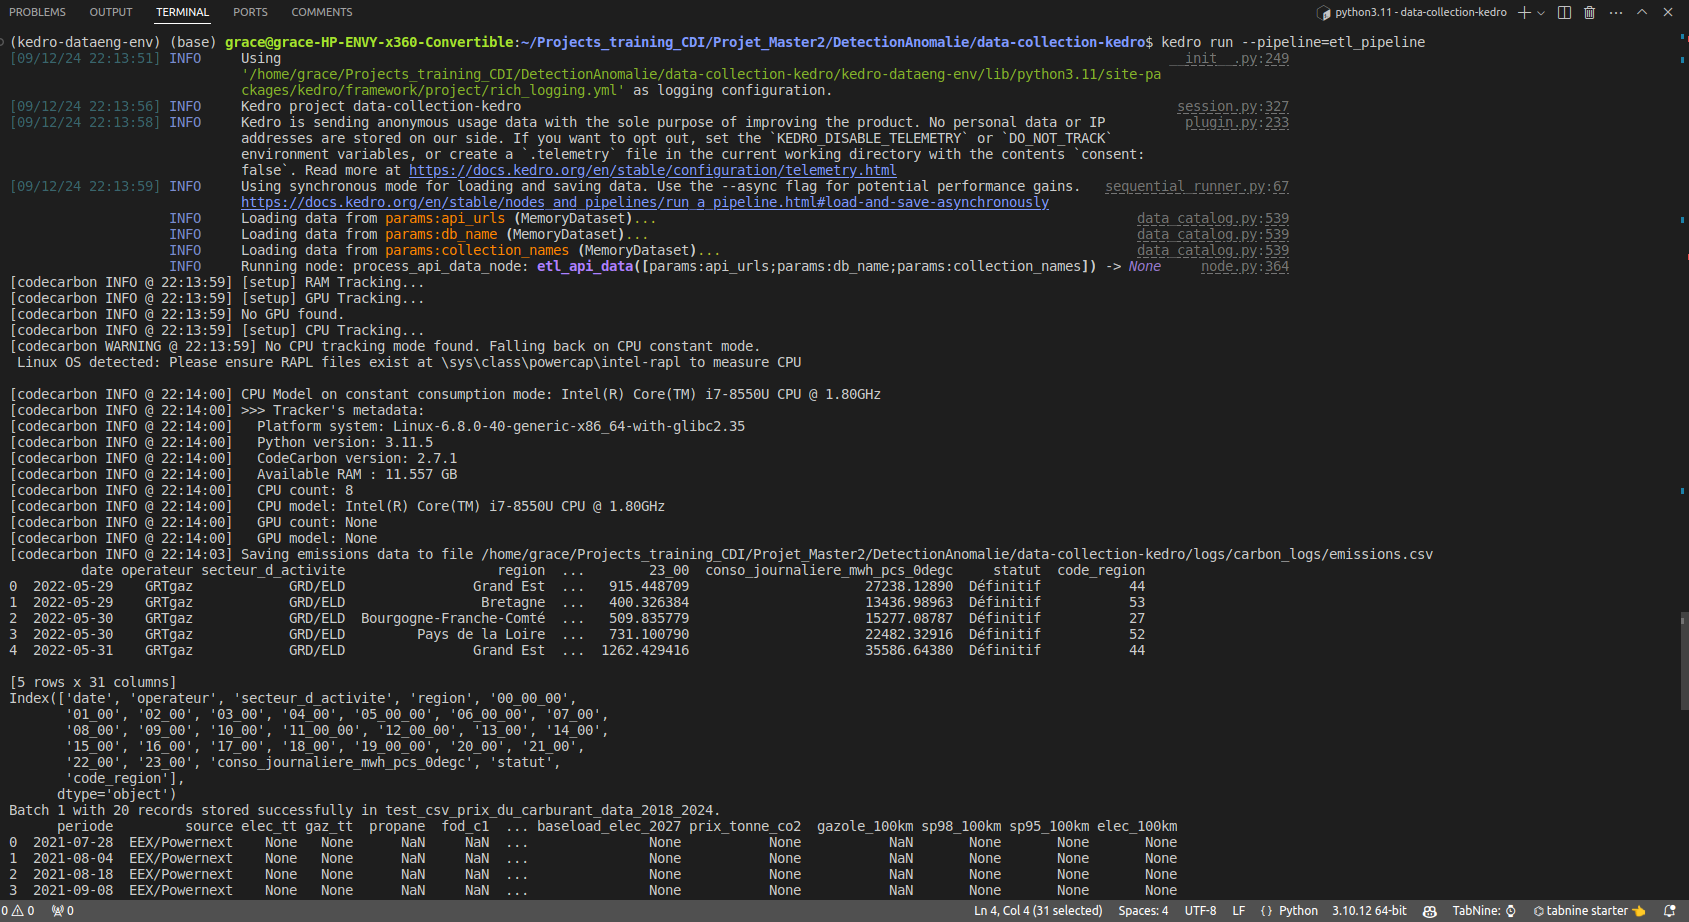 PROBLEMS OUTPUT TERMINAL PORTS COMMENTS python3.11 - data-collection-kedro
(kedro-dataeng-env) (base) grace@grace-HP-ENVY-x360-Convertible:~/Projects_training_CDI/Projet_Master2/DetectionAnomalie/data-collection-kedro$ kedro run --pipeline=etl_pipeline
[09/12/24 22:13:51] INFO Using __init__.py:249
'/home/grace/Projects_training_CDI/DetectionAnomalie/data-collection-kedro/kedro-dataeng-env/lib/python3.11/site-pa
ckages/kedro/framework/project/rich_logging.yml' as logging configuration.
[09/12/24 22:13:56] INFO Kedro project data-collection-kedro session.py:327
[09/12/24 22:13:58] INFO Kedro is sending anonymous usage data with the sole purpose of improving the product. No personal data or IP plugin.py:233
addresses are stored on our side. If you want to opt out, set the `KEDRO_DISABLE_TELEMETRY` or `DO_NOT_TRACK`
environment variables, or create a `.telemetry` file in the current working directory with the contents `consent:
false`. Read more at https://docs.kedro.org/en/stable/configuration/telemetry.html
[09/12/24 22:13:59] INFO Using synchronous mode for loading and saving data. Use the --async flag for potential performance gains. sequential_runner.py:67
https://docs.kedro.org/en/stable/nodes_and_pipelines/run_a_pipeline.html#load-and-save-asynchronously
INFO Loading data from params:api_urls (MemoryDataset)... data_catalog.py:539
INFO Loading data from params:db_name (MemoryDataset)... data_catalog.py:539
INFO Loading data from params:collection_names (MemoryDataset)... data_catalog.py:539
INFO Running node: process_api_data_node: etl_api_data([params:api_urls;params:db_name;params:collection_names]) -> None node.py:364
[codecarbon INFO @ 22:13:59] [setup] RAM Tracking...
[codecarbon INFO @ 22:13:59] [setup] GPU Tracking...
[codecarbon INFO @ 22:13:59] No GPU found.
[codecarbon INFO @ 22:13:59] [setup] CPU Tracking...
[codecarbon WARNING @ 22:13:59] No CPU tracking mode found. Falling back on CPU constant mode.
Linux OS detected: Please ensure RAPL files exist at \sys\class\powercap\intel-rapl to measure CPU
[codecarbon INFO @ 22:14:00] CPU Model on constant consumption mode: Intel(R) Core(TM) i7-8550U CPU @ 1.80GHz
[codecarbon INFO @ 22:14:00] >>> Tracker's metadata:
[codecarbon INFO @ 22:14:00] Platform system: Linux-6.8.0-40-generic-x86_64-with-glibc2.35
[codecarbon INFO @ 22:14:00] Python version: 3.11.5
[codecarbon INFO @ 22:14:00] CodeCarbon version: 2.7.1
[codecarbon INFO @ 22:14:00] Available RAM : 11.557 GB
[codecarbon INFO @ 22:14:00] CPU count: 8
[codecarbon INFO @ 22:14:00] CPU model: Intel(R) Core(TM) i7-8550U CPU @ 1.80GHz
[codecarbon INFO @ 22:14:00] GPU count: None
[codecarbon INFO @ 22:14:00] GPU model: None
[codecarbon INFO @ 22:14:03] Saving emissions data to file /home/grace/Projects_training_CDI/Projet_Master2/DetectionAnomalie/data-collection-kedro/logs/carbon_logs/emissions.csv
date operateur secteur_d_activite region ... 23_00 conso_journaliere_mwh_pcs_0degc statut code_region
0 2022-05-29 GRTgaz GRD/ELD Grand Est ... 915.448709 27238.12890 Définitif 44
1 2022-05-29 GRTgaz GRD/ELD Bretagne ... 400.326384 13436.98963 Définitif 53
2 2022-05-30 GRTgaz GRD/ELD Bourgogne-Franche-Comté ... 509.835779 15277.08787 Définitif 27
3 2022-05-30 GRTgaz GRD/ELD Pays de la Loire ... 731.100790 22482.32916 Définitif 52
4 2022-05-31 GRTgaz GRD/ELD Grand Est ... 1262.429416 35586.64380 Définitif 44
[5 rows x 31 columns]
Index(['date', 'operateur', 'secteur_d_activite', 'region', '00_00_00',
'01_00', '02_00', '03_00', '04_00', '05_00_00', '06_00_00', '07_00',
'08_00', '09_00', '10_00', '11_00_00', '12_00_00', '13_00', '14_00',
'15_00', '16_00', '17_00', '18_00', '19_00_00', '20_00', '21_00',
'22_00', '23_00', 'conso_journaliere_mwh_pcs_0degc', 'statut',
'code_region'],
dtype='object')
Batch 1 with 20 records stored successfully in test_csv_prix_du_carburant_data_2018_2024.
periode source elec_tt gaz_tt propane fod_c1 ... baseload_elec_2027 prix_tonne_co2 gazole_100km sp98_100km sp95_100km elec_100km
0 2021-07-28 EEX/Powernext None None NaN NaN ... None None NaN None None None
1 2021-08-04 EEX/Powernext None None NaN NaN ... None None NaN None None None
2 2021-08-18 EEX/Powernext None None NaN NaN ... None None NaN None None None
3 2021-09-08 EEX/Powernext None None NaN NaN ... None None NaN None None None
0 0 0 Ln 4, Col 4 (31 selected) Spaces: 4 UTF-8 LF {} Python 3.10.12 64-bit TabNine: tabnine starter